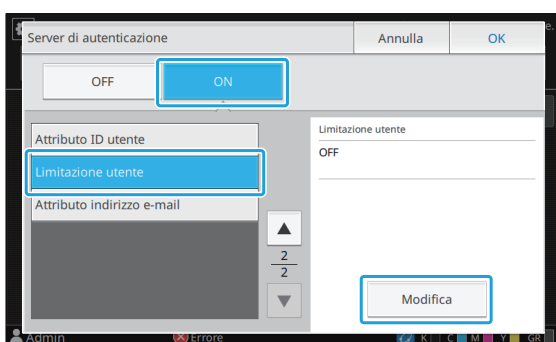 Server di autenticazione
Annulla
OK
e.
OFF
ON
Attributo ID utente
Limitazione utente
Attributo indirizzo e-mail
2
2
Limitazione utente
OFF
Modifica
Admin
Errore
K C M Y GR